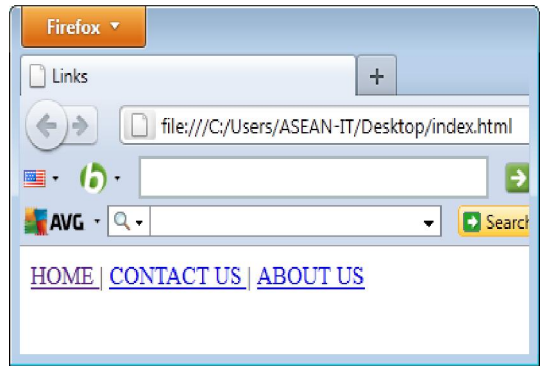 Firefox
Links
+
file:///C:/Users/ASEAN-IT/Desktop/index.html
b
AVG Search
HOME | CONTACT US | ABOUT US